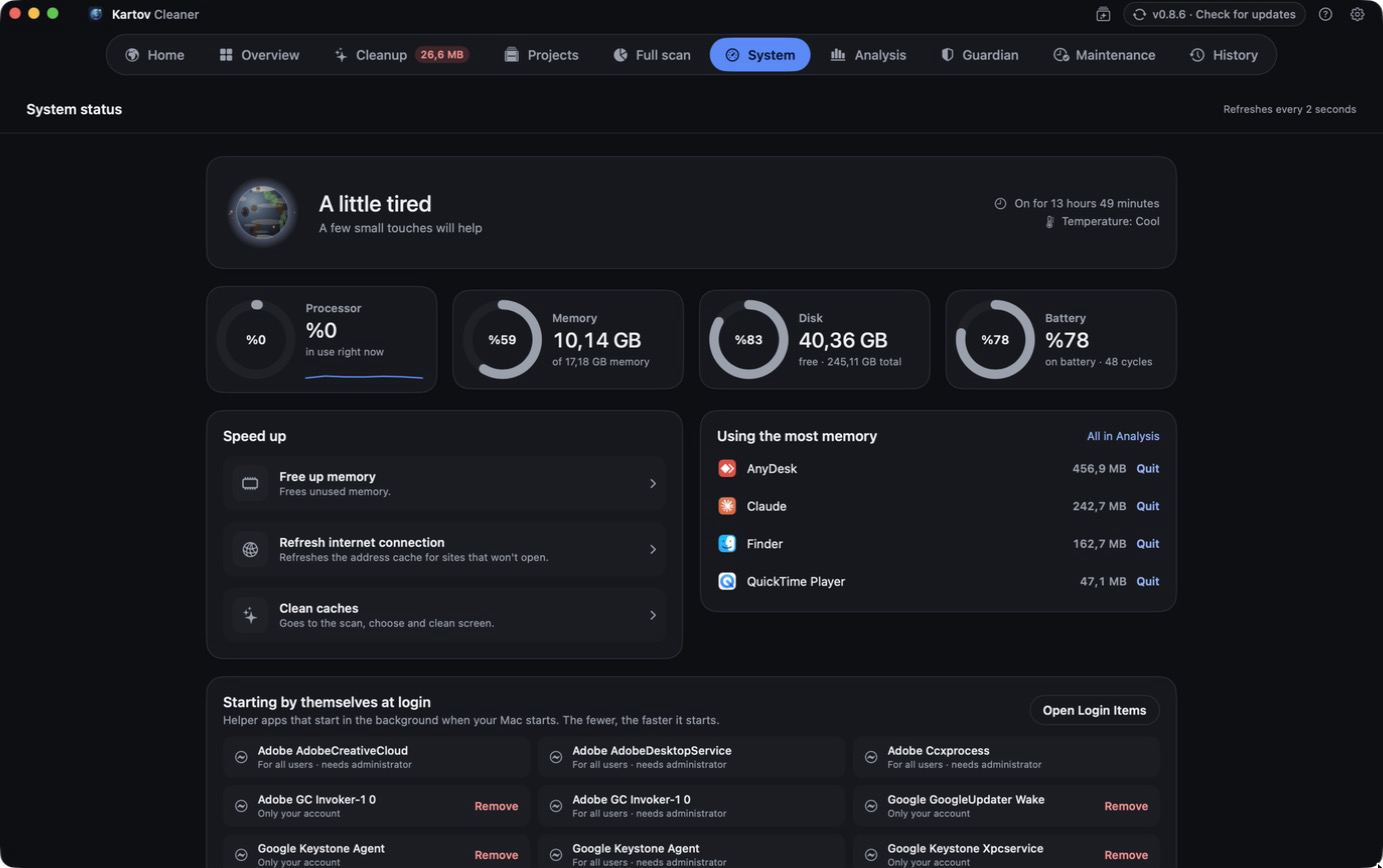 Kartov Cleaner
v0.8.6 · Check for updates
Home
Overview
Cleanup
26,6 MB
Projects
Full scan
System
Analysis
Guardian
Maintenance
History
System status
Refreshes every 2 seconds
A little tired
A few small touches will help
On for 13 hours 49 minutes
Temperature: Cool
%0
Processor
%0
in use right now
%59
Memory
10,14 GB
of 17,18 GB memory
%83
Disk
40,36 GB
free · 245,11 GB total
%78
Battery
%78
on battery · 48 cycles
Speed up
Free up memory
Frees unused memory.
Refresh internet connection
Refreshes the address cache for sites that won't open.
Clean caches
Goes to the scan, choose and clean screen.
Using the most memory
All in Analysis
AnyDesk 456,9 MB Quit
Claude 242,7 MB Quit
Finder 162,7 MB Quit
QuickTime Player 47,1 MB Quit
Starting by themselves at login
Helper apps that start in the background when your Mac starts. The fewer, the faster it starts.
Open Login Items
Adobe AdobeCreativeCloud
For all users · needs administrator
Adobe AdobeDesktopService
For all users · needs administrator
Adobe Ccxprocess
For all users · needs administrator
Adobe GC Invoker-1 0
Only your account
Remove
Adobe GC Invoker-1 0
For all users · needs administrator
Google GoogleUpdater Wake
Only your account
Remove
Google Keystone Agent
Only your account
Remove
Google Keystone Agent
For all users · needs administrator
Google Keystone Xpcservice
Only your account
Remove